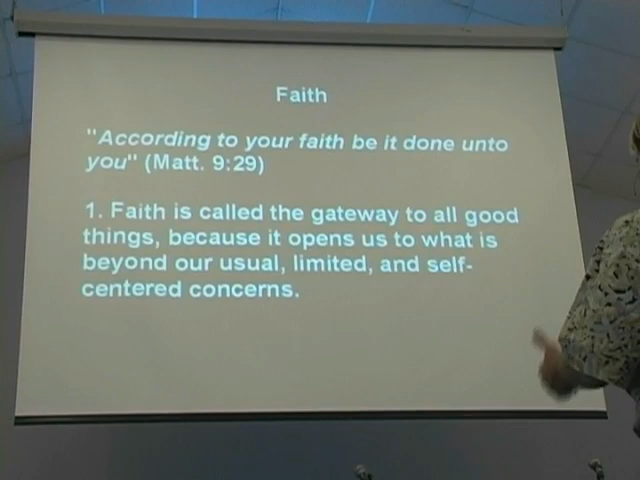 Faith
"According to your faith be it done unto
you" (Matt. 9:29)
1. Faith is called the gateway to all good
things, because it opens us to what is
beyond our usual, limited, and self-
centered concerns.